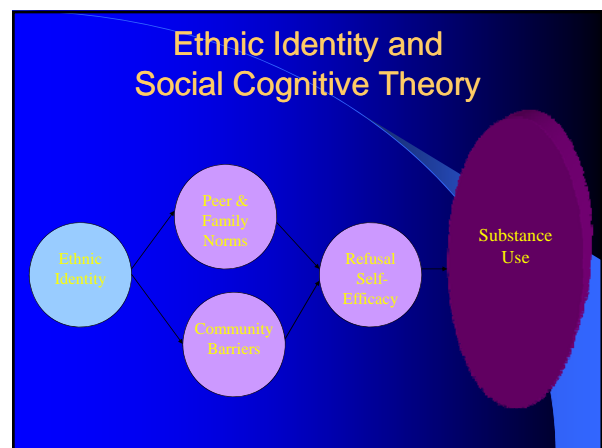 Ethnic Identity and
Social Cognitive Theory
Peer &
Family
Norms
Ethnic
Identity
Community
Barriers
Refusal
Self-
Efficacy
Substance
Use